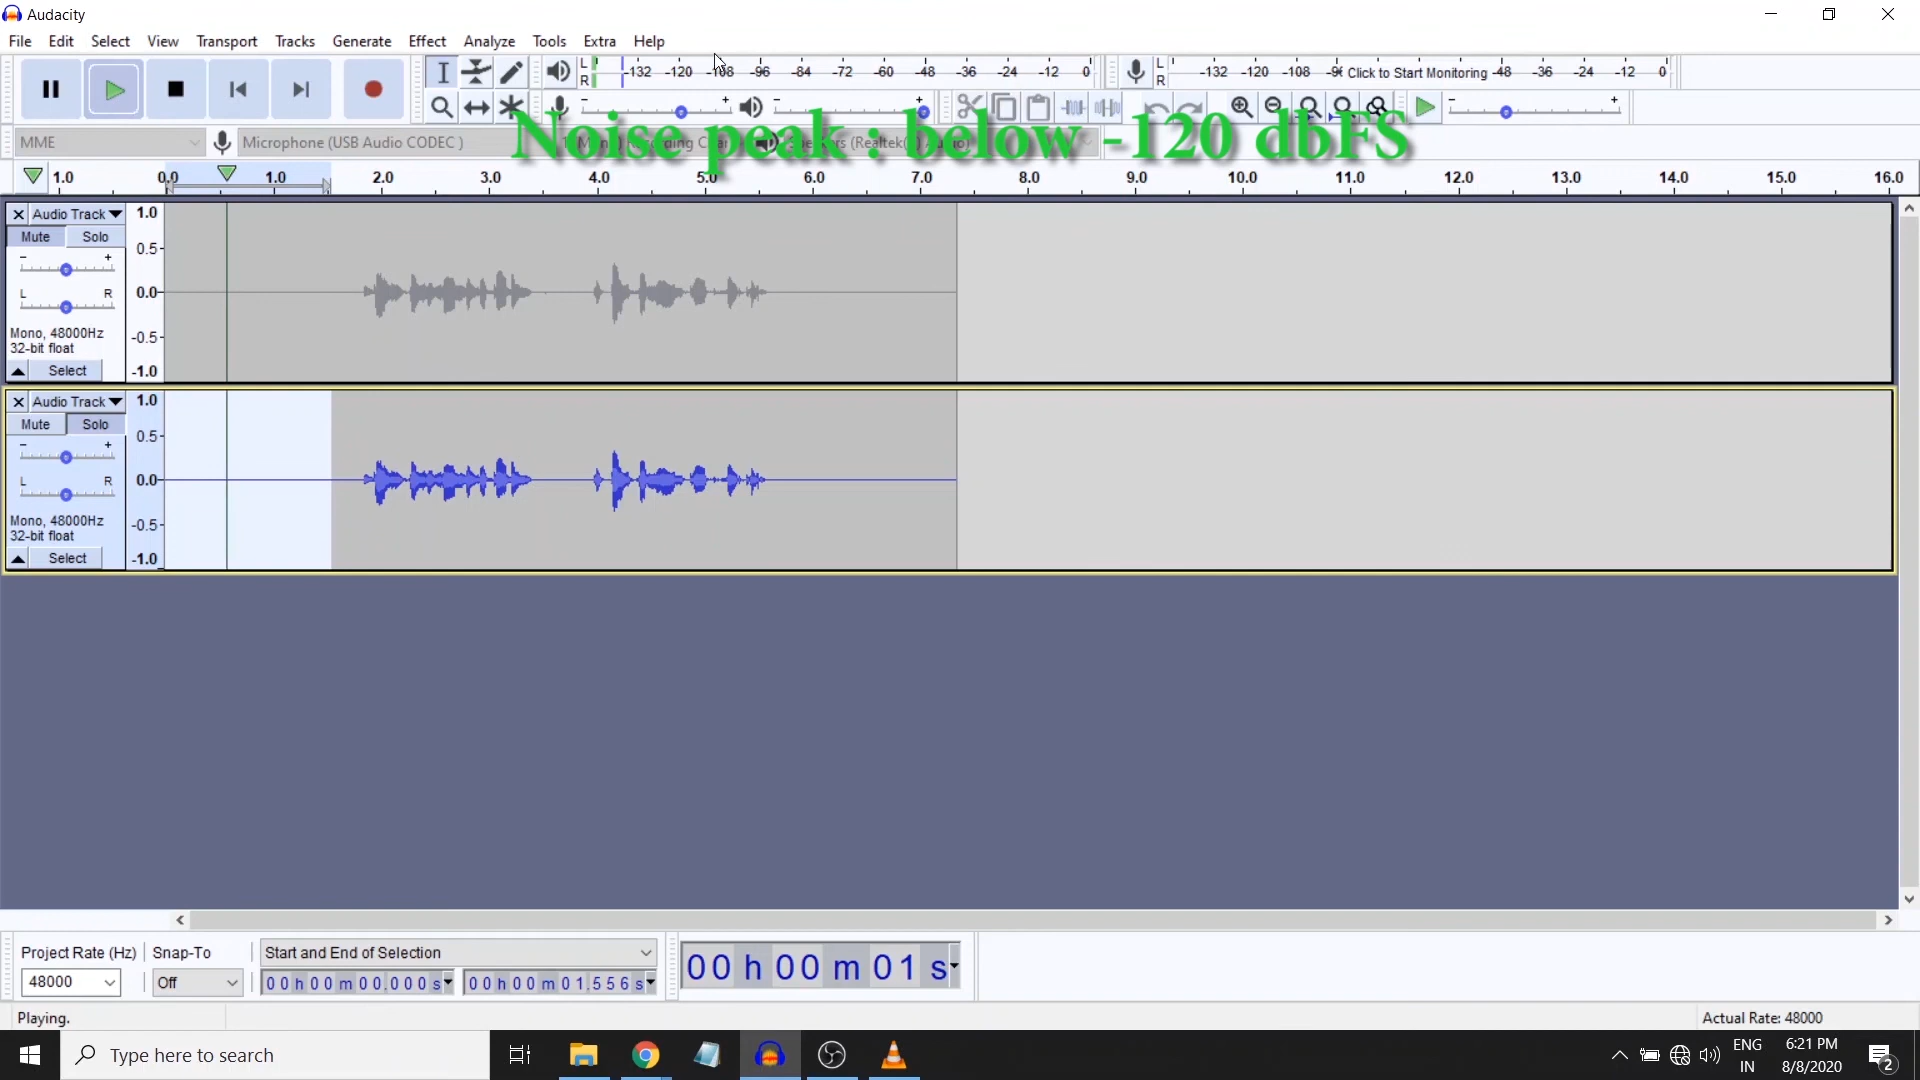 Audacity
File Edit Select View Transport Tracks Generate Effect Analyze Tools Extra Help
L -132 -120 -108 -96 -84 -72 -60 -48 -36 -24 -12 0
R
L -132 -120 -108 Click to Start Monitoring -48 -36 -24 -12 0
R
- + - + - +
Noise peak : below -120 dbFS
MME Microphone (USB Audio CODEC ) Recording
1.0 0.0 1.0 2.0 3.0 4.0 5.0 6.0 7.0 8.0 9.0 10.0 11.0 12.0 13.0 14.0 15.0 16.0
Audio Track 1.0
Mute Solo
- + 0.5
L R 0.0
Mono, 48000Hz -0.5
32-bit float
Select -1.0
Audio Track 1.0
Mute Solo
- + 0.5
L R 0.0
Mono, 48000Hz -0.5
32-bit float
Select -1.0
Project Rate (Hz) Snap-To Start and End of Selection
48000 Off 00h00m00.000s 00h00m01.556s
00 h 00 m 01 s
Playing. Actual Rate: 48000
Type here to search
ENG 6:21 PM
IN 8/8/2020 2